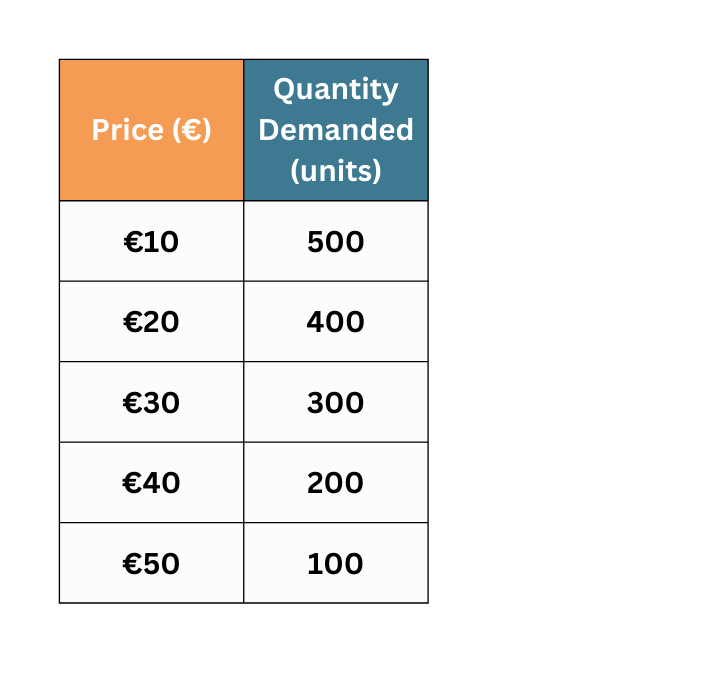 Price (€)
Quantity
Demanded
(units)
€10 500
€20 400
€30 300
€40 200
€50 100